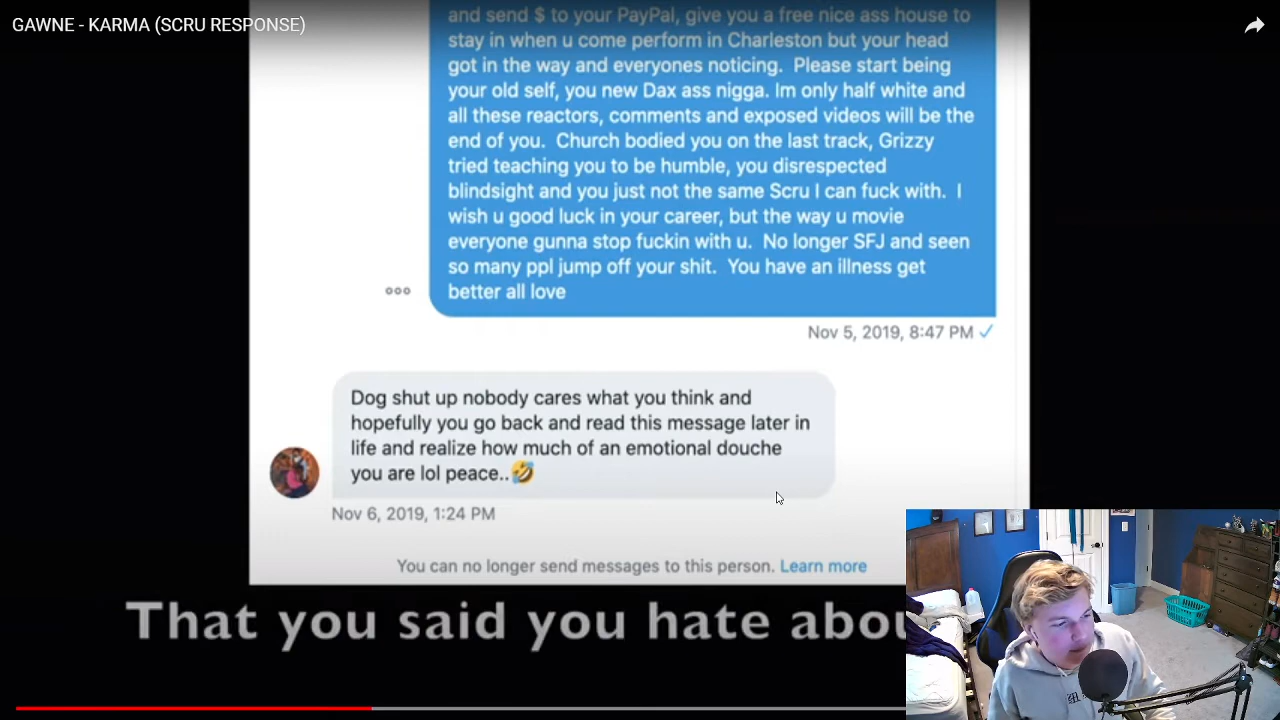 GAWNE - KARMA (SCRU RESPONSE)
and send $ to your PayPal, give you a free nice ass house to
stay in when u come perform in Charleston but your head
got in the way and everyones noticing. Please start being
your old self, you new Dax ass nigga. Im only half white and
all these reactors, comments and exposed videos will be the
end of you. Church bodied you on the last track, Grizzy
tried teaching you to be humble, you disrespected
blindsight and you just not the same Scru I can fuck with. I
wish u good luck in your career, but the way u movie
everyone gunna stop fuckin with u. No longer SFJ and seen
so many ppl jump off your shit. You have an illness get
better all love
Nov 5, 2019, 8:47 PM
Dog shut up nobody cares what you think and
hopefully you go back and read this message later in
life and realize how much of an emotional douche
you are lol peace..🤣
Nov 6, 2019, 1:24 PM
You can no longer send messages to this person. Learn more
That you said you hate abou